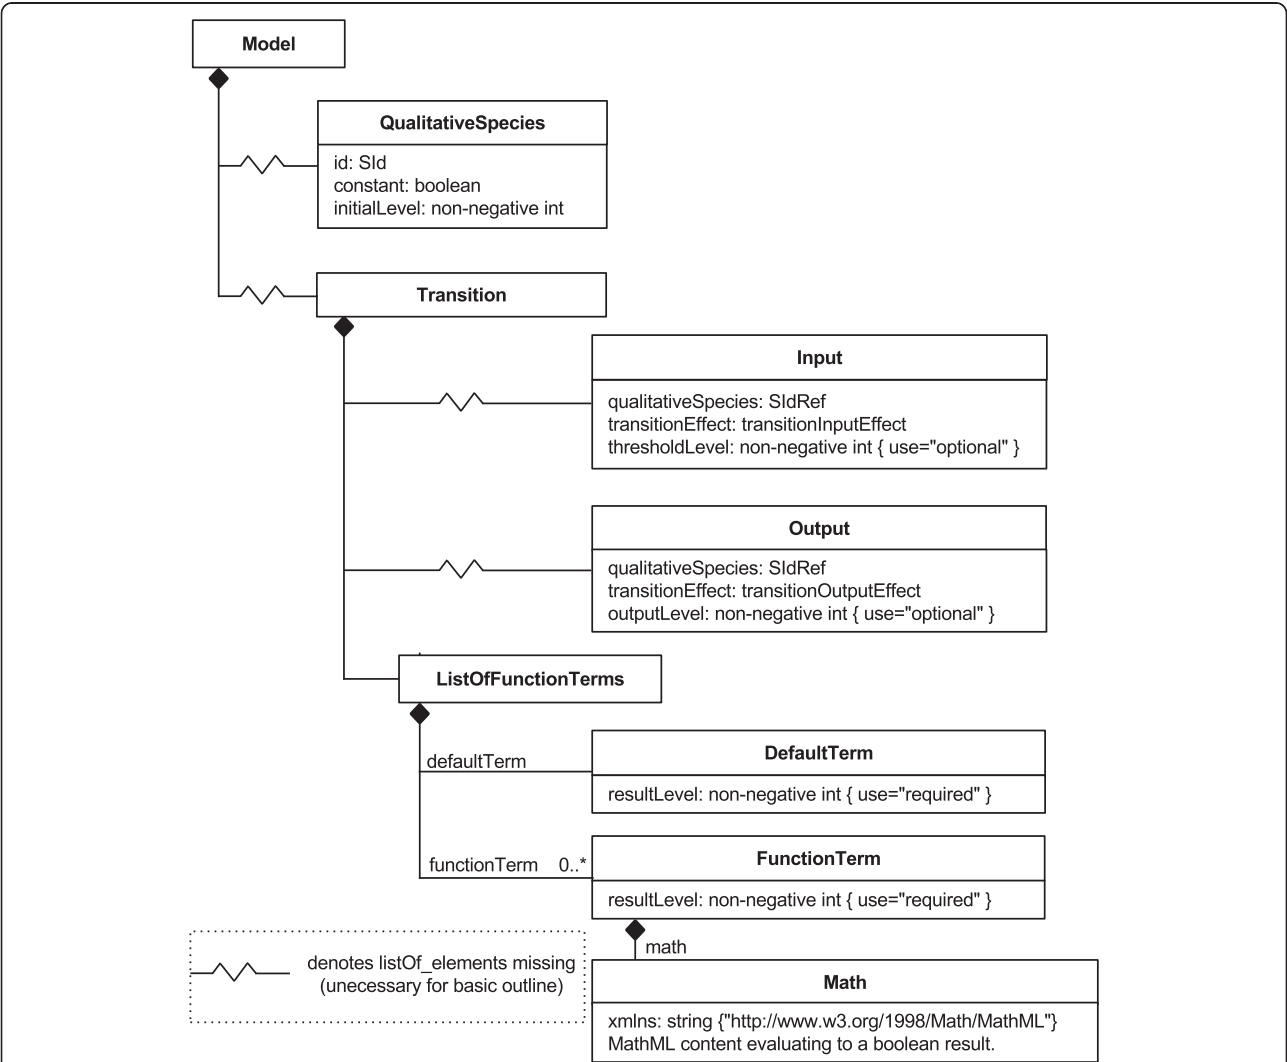 Model
QualitativeSpecies
id: SId
constant: boolean
initialLevel: non-negative int
Transition
Input
qualitativeSpecies: SIdRef
transitionEffect: transitionInputEffect
thresholdLevel: non-negative int { use="optional" }
Output
qualitativeSpecies: SIdRef
transitionEffect: transitionOutputEffect
outputLevel: non-negative int { use="optional" }
ListOfFunctionTerms
defaultTerm
DefaultTerm
resultLevel: non-negative int { use="required" }
functionTerm 0..*
FunctionTerm
resultLevel: non-negative int { use="required" }
math
denotes listOf_elements missing
(unecessary for basic outline)
Math
xmlns: string {"http://www.w3.org/1998/Math/MathML"}
MathML content evaluating to a boolean result.